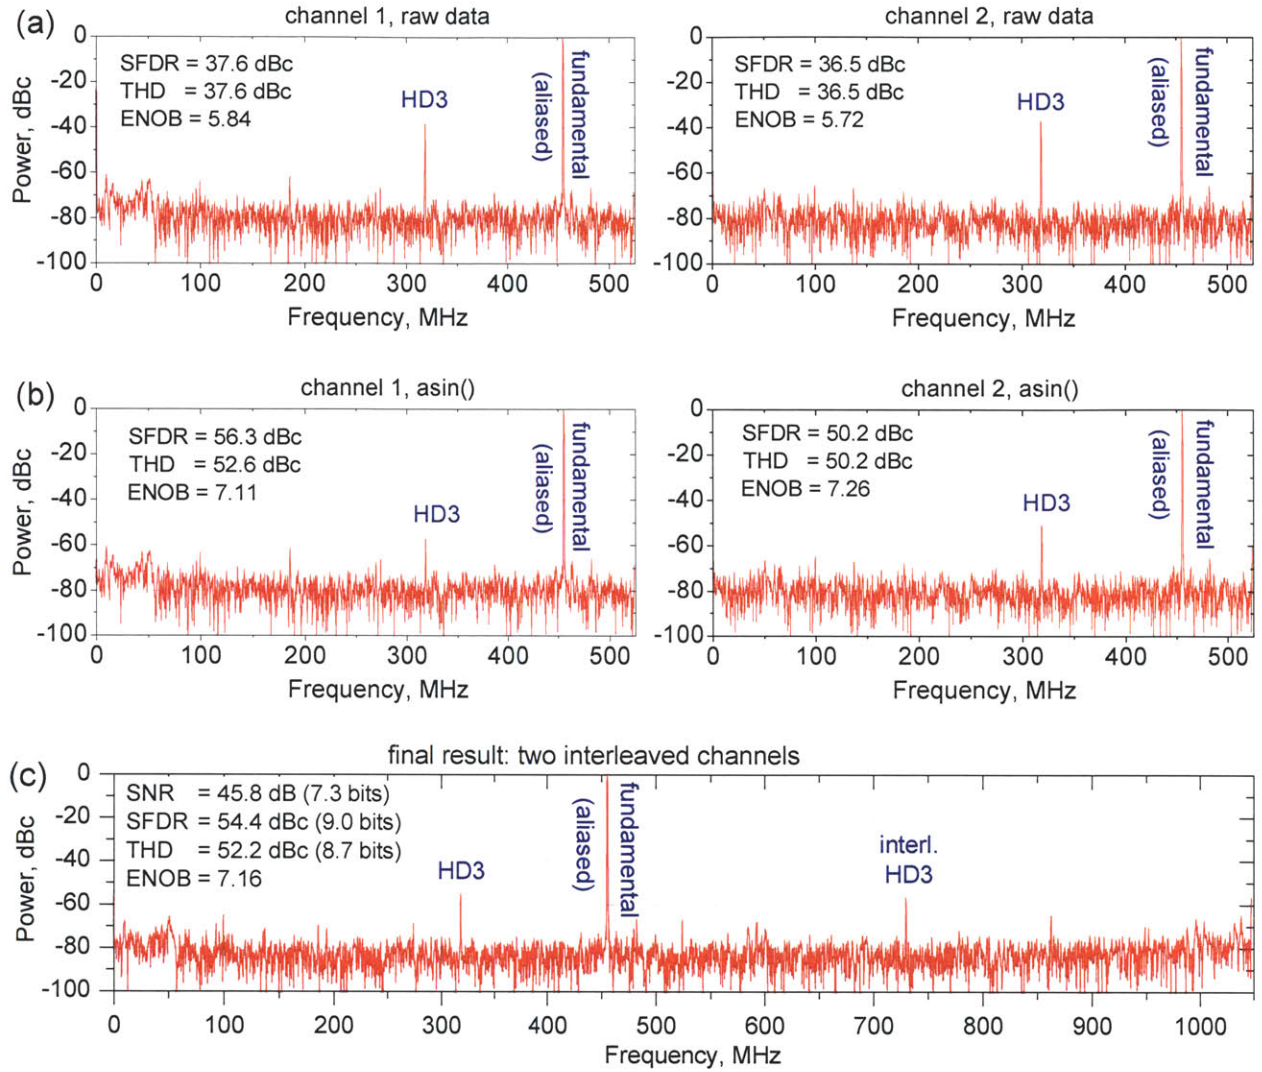 (a)
channel 1, raw data
Power, dBc
0
-20
-40
-60
-80
-100
SFDR = 37.6 dBc
THD = 37.6 dBc
ENOB = 5.84
HD3
fundamental
(aliased)
0 100 200 300 400 500
Frequency, MHz
channel 2, raw data
0
-20
-40
-60
-80
-100
SFDR = 36.5 dBc
THD = 36.5 dBc
ENOB = 5.72
HD3
fundamental
(aliased)
0 100 200 300 400 500
Frequency, MHz
(b)
channel 1, asin()
Power, dBc
0
-20
-40
-60
-80
-100
SFDR = 56.3 dBc
THD = 52.6 dBc
ENOB = 7.11
HD3
fundamental
(aliased)
0 100 200 300 400 500
Frequency, MHz
channel 2, asin()
0
-20
-40
-60
-80
-100
SFDR = 50.2 dBc
THD = 50.2 dBc
ENOB = 7.26
HD3
fundamental
(aliased)
0 100 200 300 400 500
Frequency, MHz
(c)
final result: two interleaved channels
Power, dBc
0
-20
-40
-60
-80
-100
SNR = 45.8 dB (7.3 bits)
SFDR = 54.4 dBc (9.0 bits)
THD = 52.2 dBc (8.7 bits)
ENOB = 7.16
HD3
fundamental
(aliased)
interl.
HD3
0 100 200 300 400 500 600 700 800 900 1000
Frequency, MHz